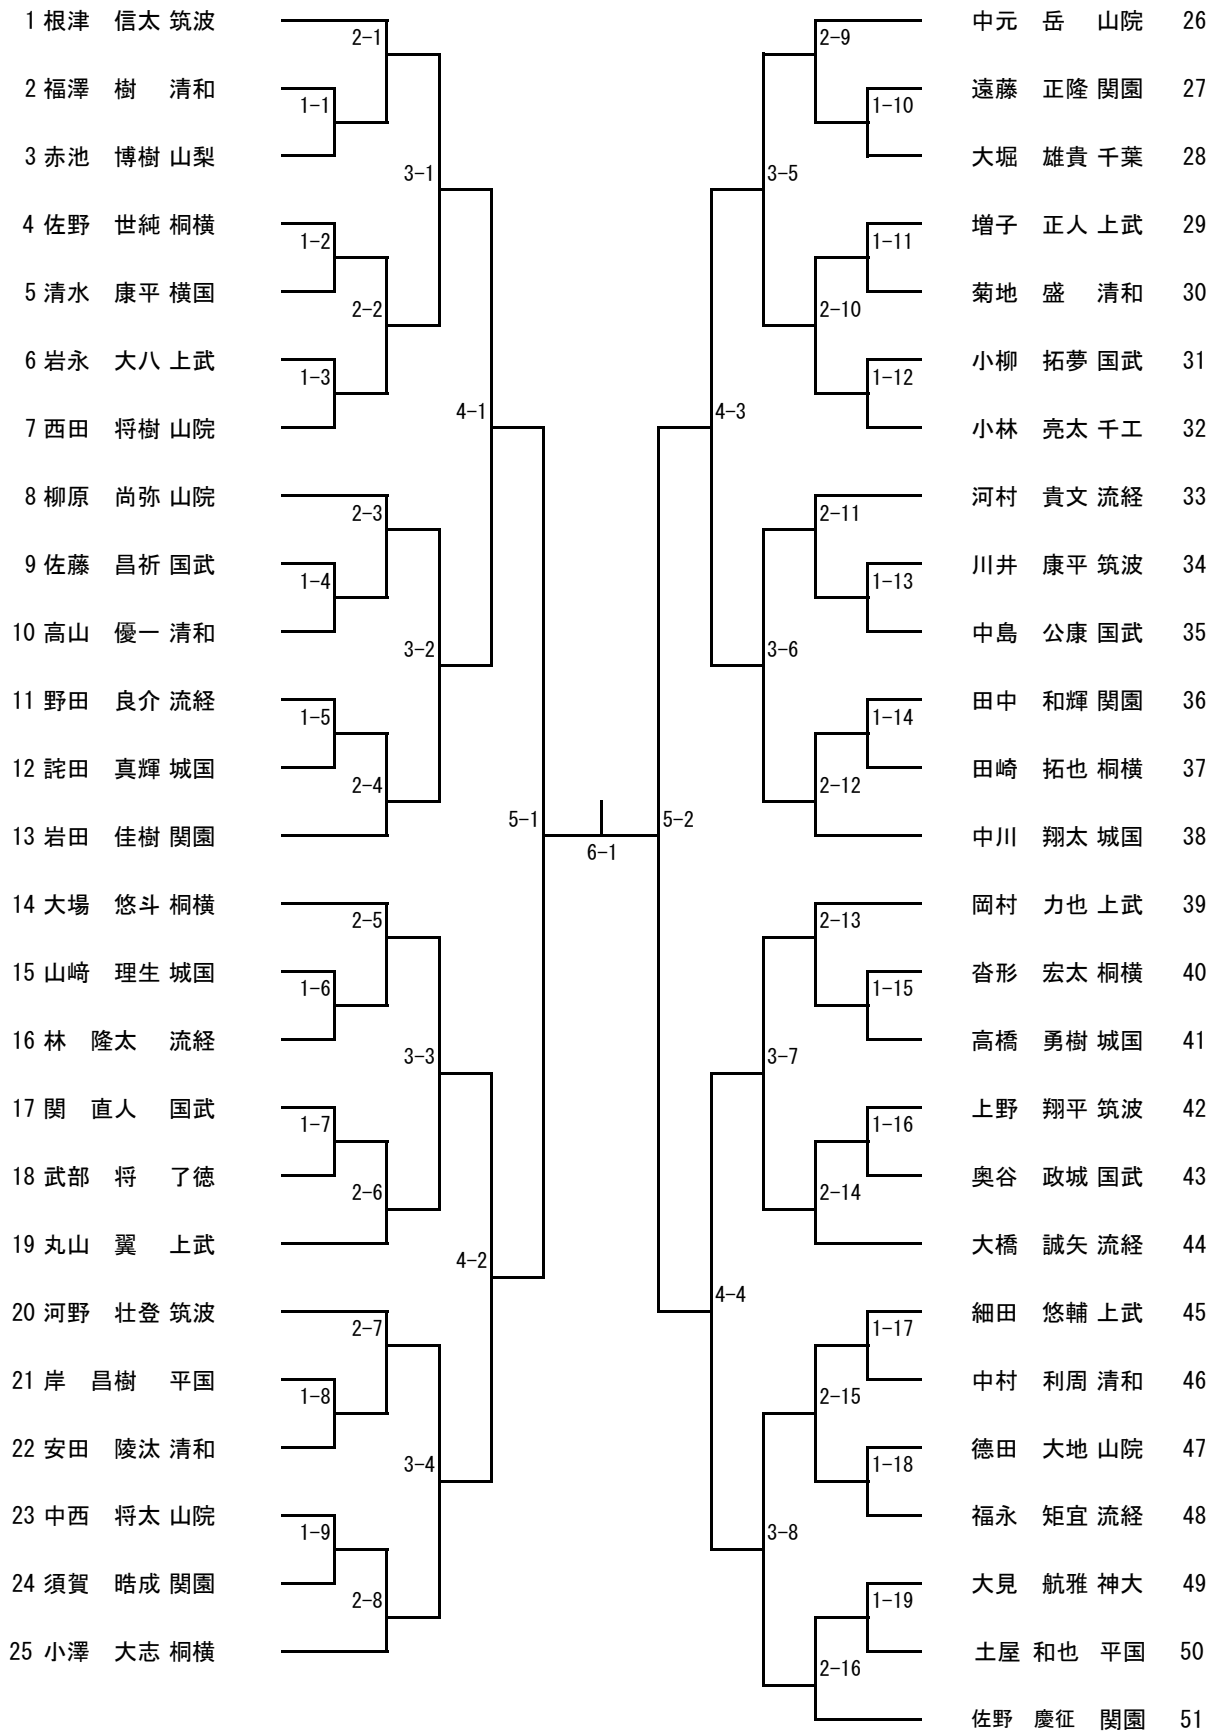 1 根津　信太 筑波
2 福澤　樹　清和
3 赤池　博樹 山梨
4 佐野　世純 桐横
5 清水　康平 横国
6 岩永　大八 上武
7 西田　将樹 山院
8 柳原　尚弥 山院
9 佐藤　昌祈 国武
10 高山　優一 清和
11 野田　良介 流経
12 詫田　真輝 城国
13 岩田　佳樹 関園
14 大場　悠斗 桐横
15 山﨑　理生 城国
16 林　隆太　流経
17 関　直人　国武
18 武部　将　了徳
19 丸山　翼　上武
20 河野　壮登 筑波
21 岸　昌樹　平国
22 安田　陵汰 清和
23 中西　将太 山院
24 須賀　晧成 関園
25 小澤　大志 桐横
2-1
1-1
3-1
1-2
2-2
1-3
4-1
2-3
1-4
3-2
1-5
2-4
5-1
6-1
2-5
1-6
3-3
1-7
2-6
4-2
2-7
1-8
3-4
1-9
2-8
2-9
1-10
3-5
1-11
2-10
1-12
4-3
2-11
1-13
3-6
1-14
2-12
5-2
2-13
1-15
3-7
1-16
2-14
4-4
1-17
2-15
1-18
3-8
1-19
2-16
中元　岳　山院　26
遠藤　正隆 関園　27
大堀　雄貴 千葉　28
増子　正人 上武　29
菊地　盛　清和　30
小柳　拓夢 国武　31
小林　亮太 千工　32
河村　貴文 流経　33
川井　康平 筑波　34
中島　公康 国武　35
田中　和輝 関園　36
田崎　拓也 桐横　37
中川　翔太 城国　38
岡村　力也 上武　39
沓形　宏太 桐横　40
高橋　勇樹 城国　41
上野　翔平 筑波　42
奥谷　政城 国武　43
大橋　誠矢 流経　44
細田　悠輔 上武　45
中村　利周 清和　46
德田　大地 山院　47
福永　矩宜 流経　48
大見　航雅 神大　49
土屋 和也　平国　50
佐野　慶征　関園　51